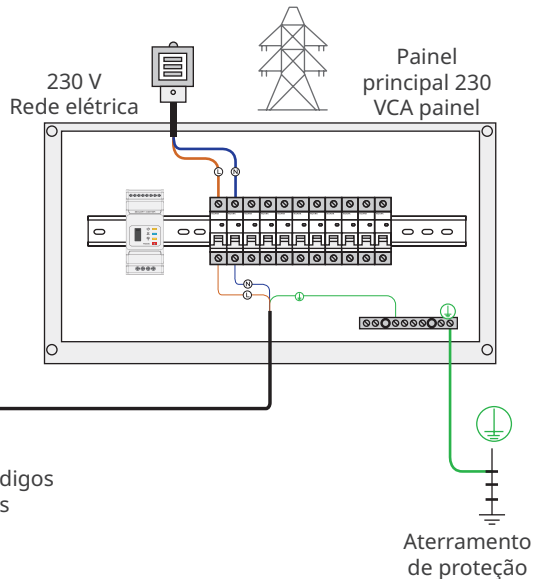 230 V
Rede elétrica
Painel
principal 230
VCA painel
L
N
N
L
digos
s
Aterramento
de proteção